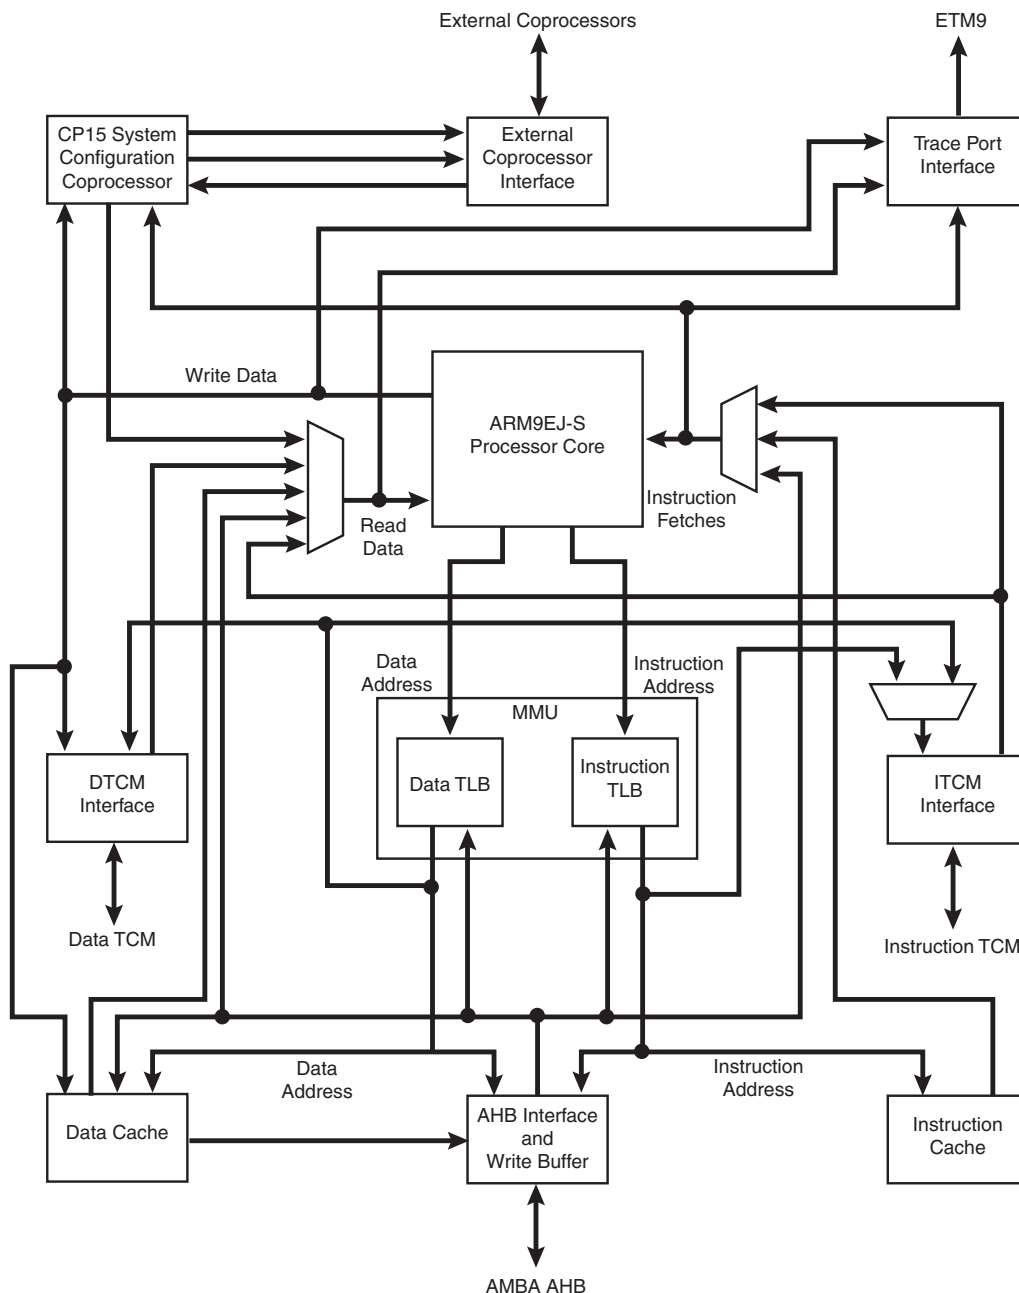 External Coprocessors
ETM9
CP15 System
Configuration
Coprocessor
External
Coprocessor
Interface
Trace Port
Interface
Write Data
ARM9EJ-S
Processor Core
Instruction
Fetches
Read
Data
Data
Address
Instruction
Address
MMU
DTCM
Interface
Data TLB
Instruction
TLB
ITCM
Interface
Data TCM
Instruction TCM
Data
Address
Instruction
Address
Data Cache
AHB Interface
and
Write Buffer
Instruction
Cache
AMBA AHB